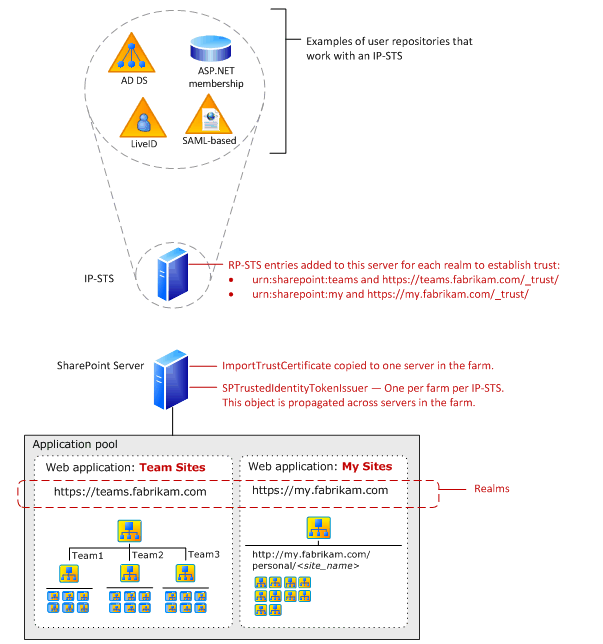 Examples of user repositories that
work with an IP-STS
AD DS
ASP.NET
membership
LiveID
SAML-based
IP-STS
RP-STS entries added to this server for each realm to establish trust:
• urn:sharepoint:teams and https://teams.fabrikam.com/_trust/
• urn:sharepoint:my and https://my.fabrikam.com/_trust/
SharePoint Server
ImportTrustCertificate copied to one server in the farm.
SPTrustedIdentityTokenIssuer — One per farm per IP-STS.
This object is propagated across servers in the farm.
Application pool
Web application: Team Sites
Web application: My Sites
https://teams.fabrikam.com
https://my.fabrikam.com
Realms
Team1
Team2
Team3
http://my.fabrikam.com/
personal/<site_name>